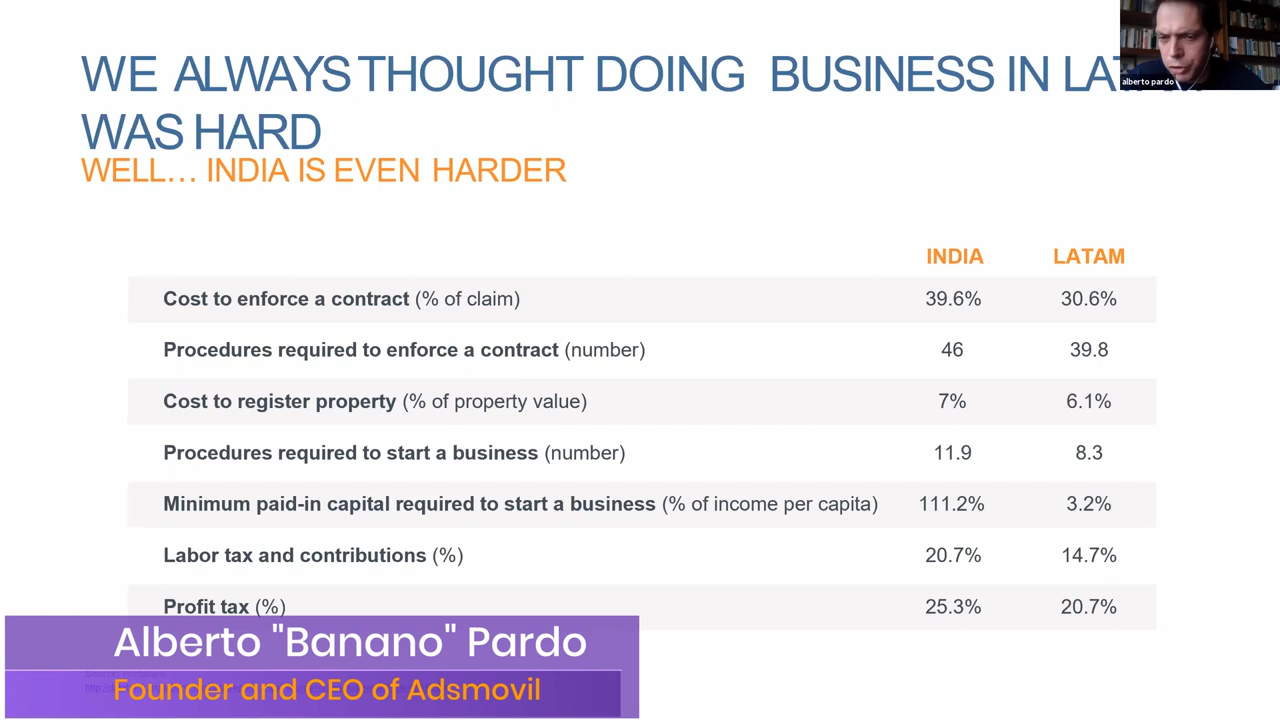 WE ALWAYS THOUGHT DOING BUSINESS IN
WAS HARD
WELL... INDIA IS EVEN HARDER
alberto pardo
INDIA LATAM
Cost to enforce a contract (% of claim) 39.6% 30.6%
Procedures required to enforce a contract (number) 46 39.8
Cost to register property (% of property value) 7% 6.1%
Procedures required to start a business (number) 11.9 8.3
Minimum paid-in capital required to start a business (% of income per capita) 111.2% 3.2%
Labor tax and contributions (%) 20.7% 14.7%
Profit tax (%) 25.3% 20.7%
Alberto "Banano" Pardo
Founder and CEO of Adsmovil